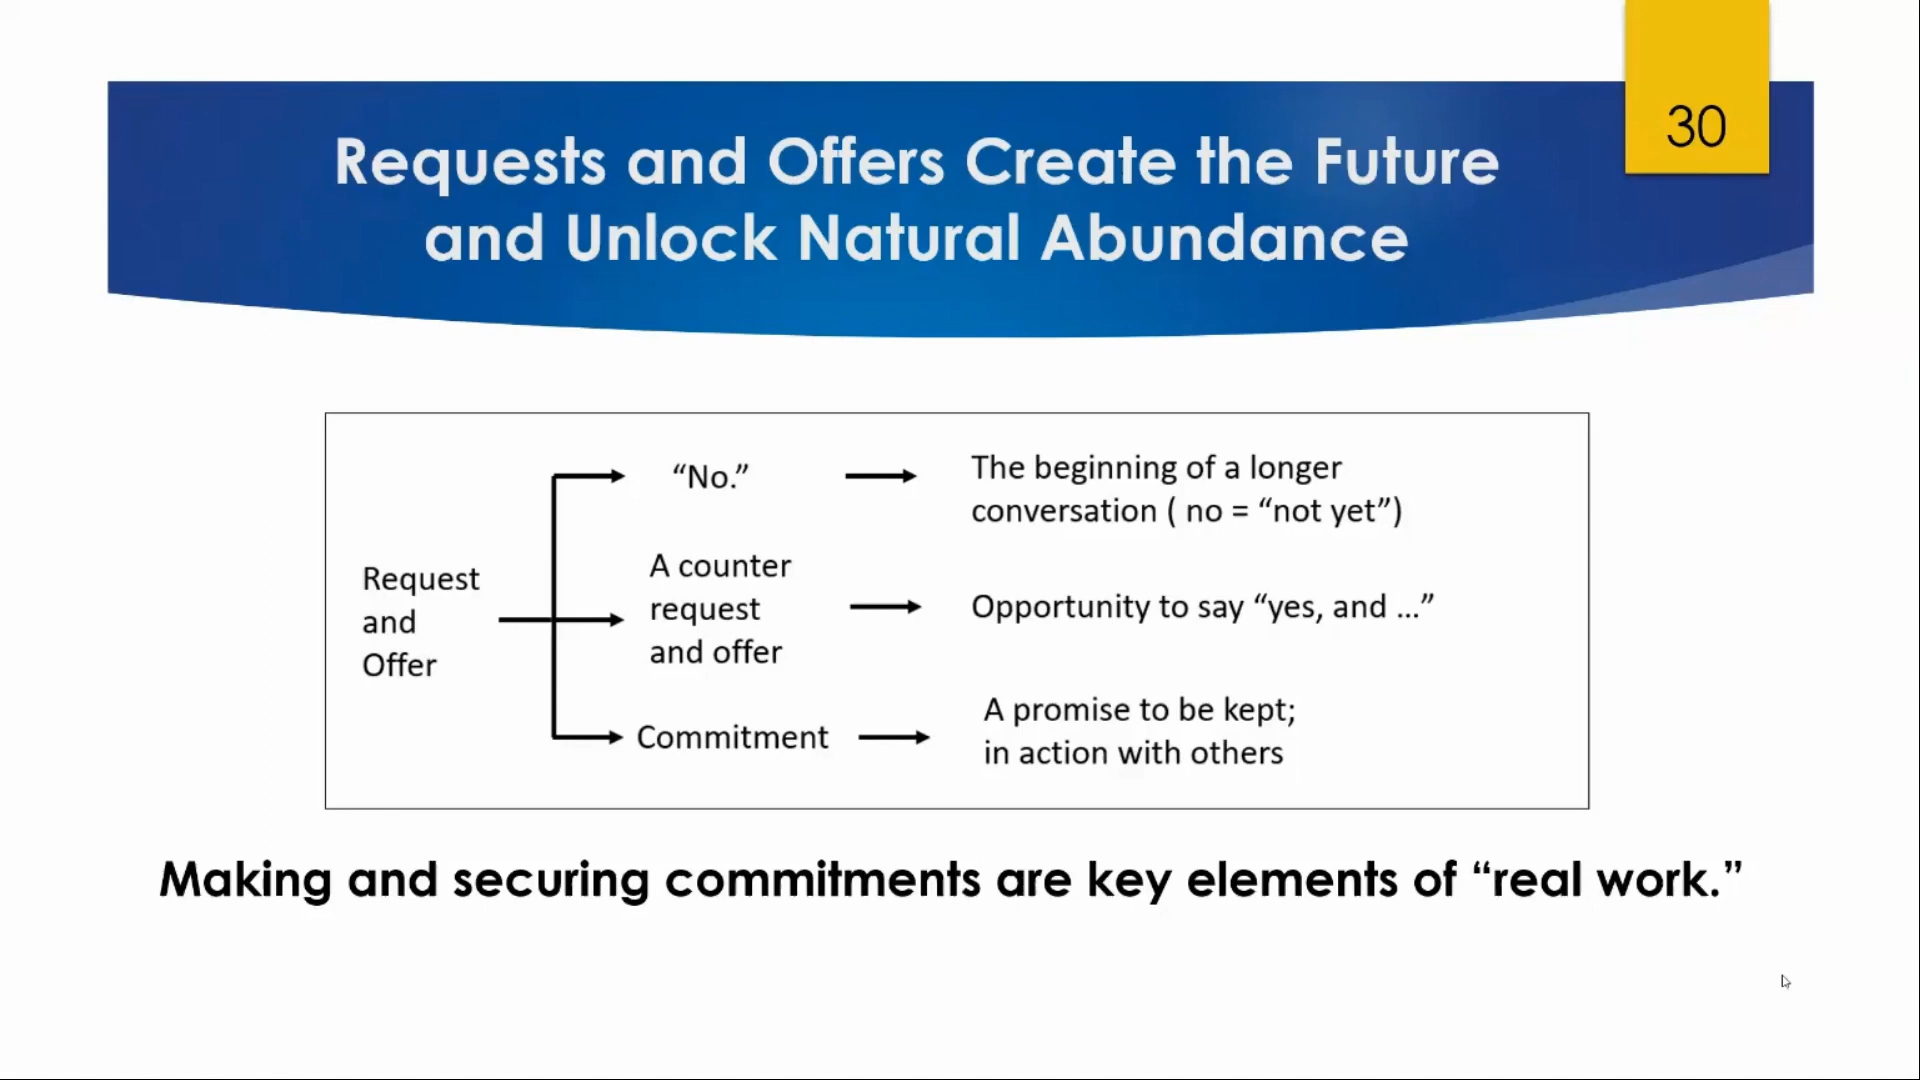 30
Requests and Offers Create the Future
and Unlock Natural Abundance
Request
and
Offer
“No.”
The beginning of a longer
conversation ( no = “not yet”)
A counter
request
and offer
Opportunity to say “yes, and ...”
Commitment
A promise to be kept;
in action with others
Making and securing commitments are key elements of “real work.”